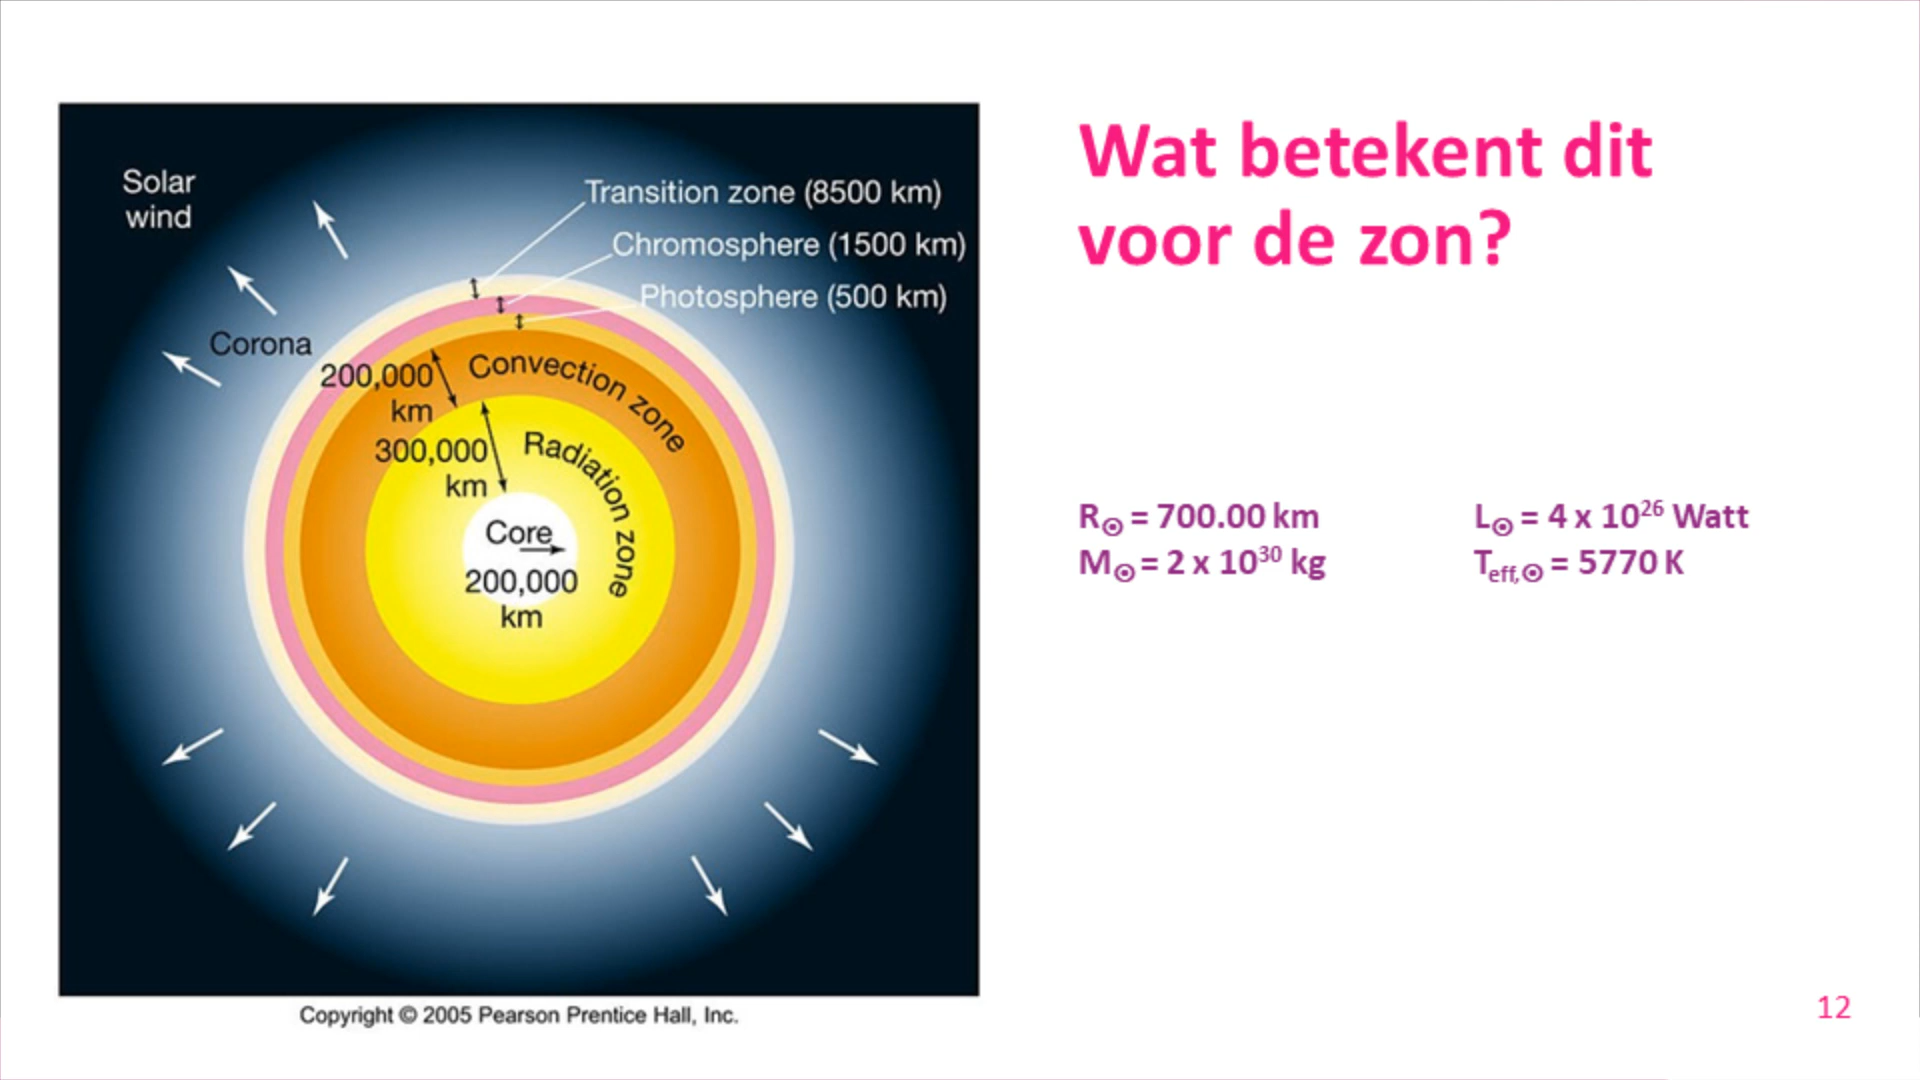 Solar
wind
Transition zone (8500 km)
Chromosphere (1500 km)
Photosphere (500 km)
Corona
200,000
km
Convection zone
300,000
km
Radiation zone
Core
200,000
km
Copyright © 2005 Pearson Prentice Hall, Inc.
Wat betekent dit
voor de zon?
R☉ = 700.00 km
M☉ = 2 x 10³⁰ kg
L☉ = 4 x 10²⁶ Watt
Teff,☉ = 5770 K
12